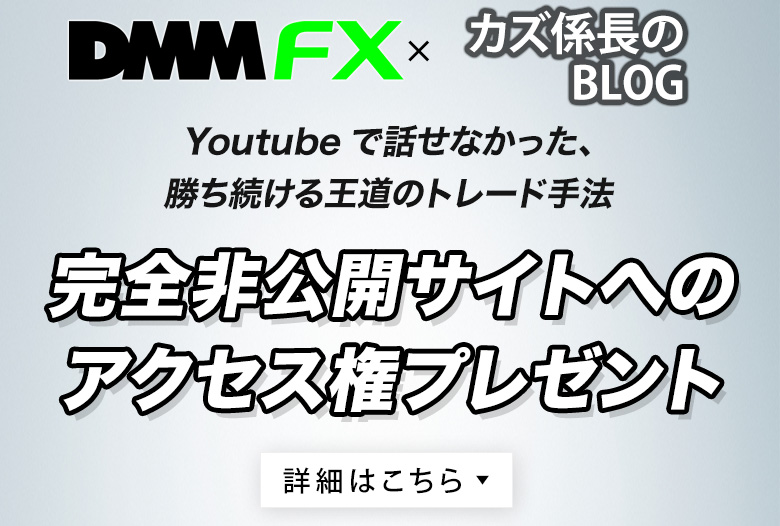 DMM FX × カズ係長の
BLOG
Youtubeで話せなかった、
勝ち続ける王道のトレード手法
完全非公開サイトへの
アクセス権プレゼント
詳細はこちら ▼